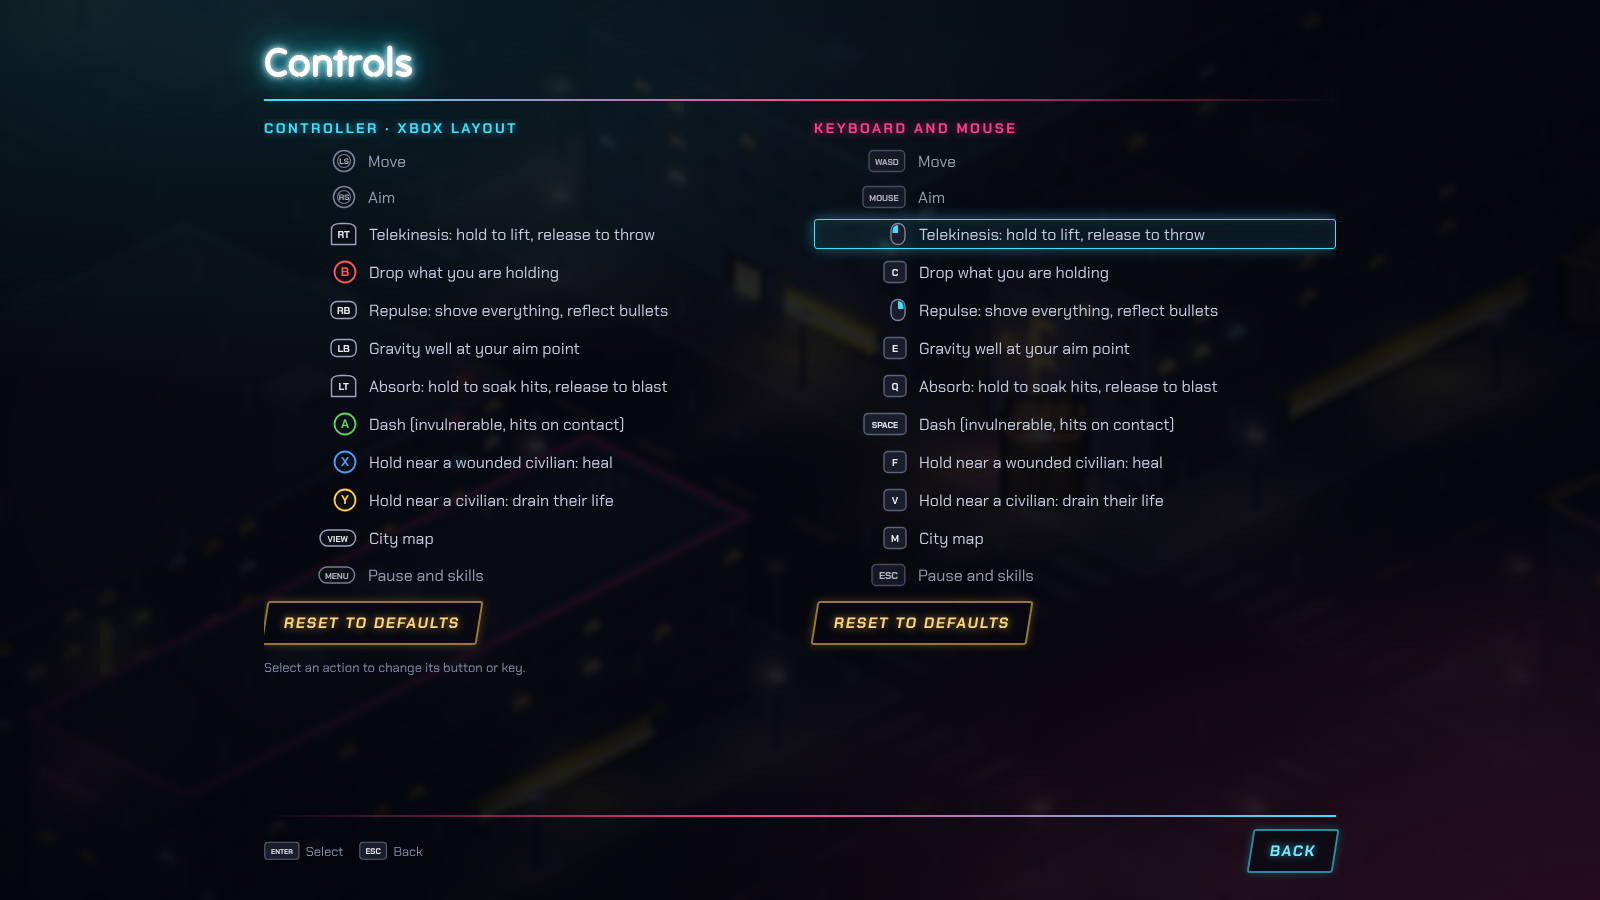 Controls
CONTROLLER · XBOX LAYOUT
LS Move
RS Aim
RT Telekinesis: hold to lift, release to throw
B Drop what you are holding
RB Repulse: shove everything, reflect bullets
LB Gravity well at your aim point
LT Absorb: hold to soak hits, release to blast
A Dash (invulnerable, hits on contact)
X Hold near a wounded civilian: heal
Y Hold near a civilian: drain their life
VIEW City map
MENU Pause and skills
RESET TO DEFAULTS
Select an action to change its button or key.
KEYBOARD AND MOUSE
WASD Move
MOUSE Aim
Telekinesis: hold to lift, release to throw
C Drop what you are holding
Repulse: shove everything, reflect bullets
E Gravity well at your aim point
Q Absorb: hold to soak hits, release to blast
SPACE Dash (invulnerable, hits on contact)
F Hold near a wounded civilian: heal
V Hold near a civilian: drain their life
M City map
ESC Pause and skills
RESET TO DEFAULTS
ENTER Select ESC Back
BACK